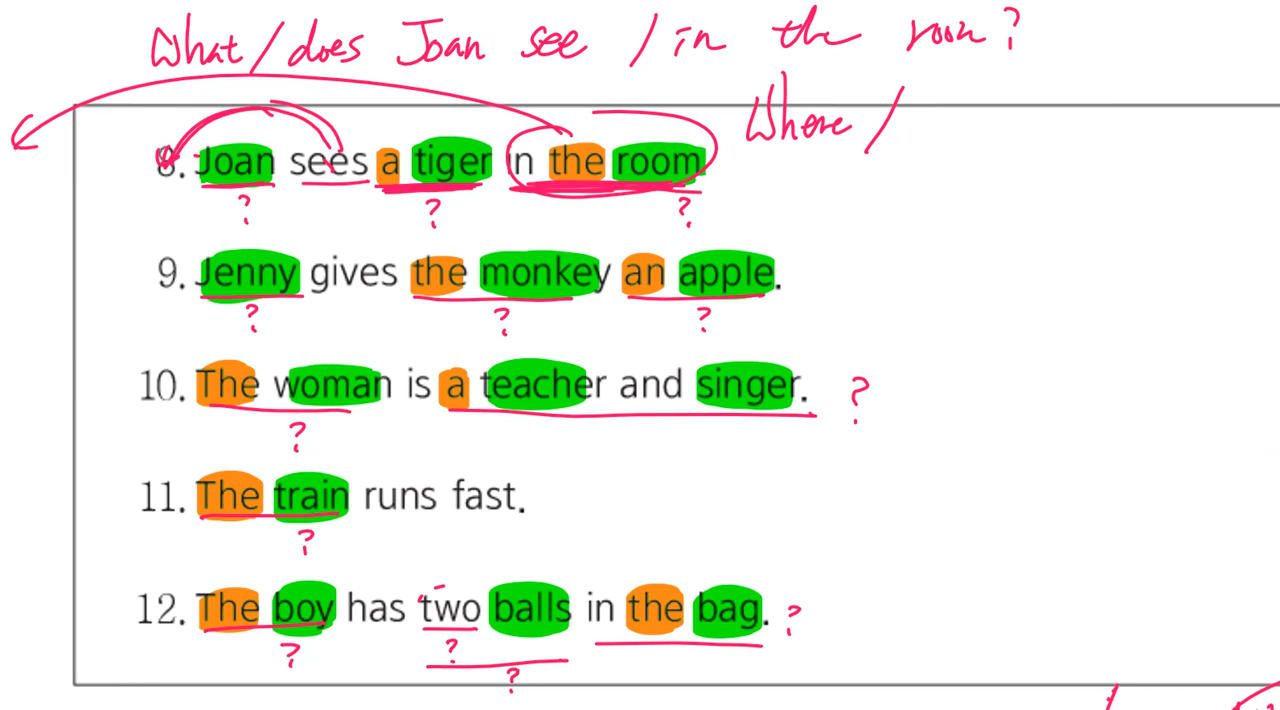 What / does Joan see / in the room?
Where /
8. Joan sees a tiger in the room.
?
?
?
9. Jenny gives the monkey an apple.
?
?
?
10. The woman is a teacher and singer. ?
?
11. The train runs fast.
?
12. The boy has two balls in the bag. ?
?
?
?